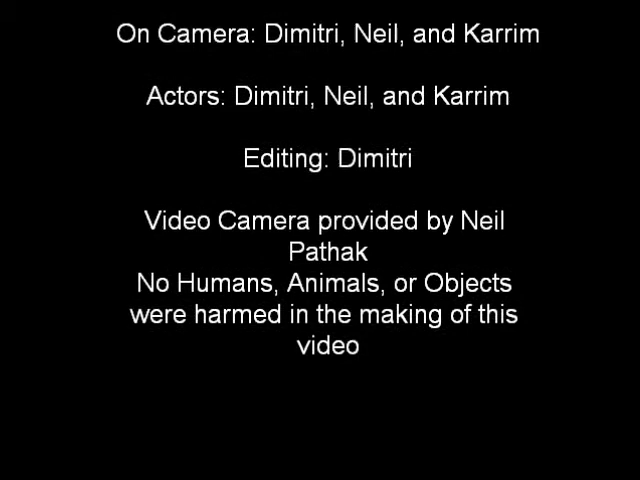 On Camera: Dimitri, Neil, and Karrim
Actors: Dimitri, Neil, and Karrim
Editing: Dimitri
Video Camera provided by Neil
Pathak
No Humans, Animals, or Objects
were harmed in the making of this
video